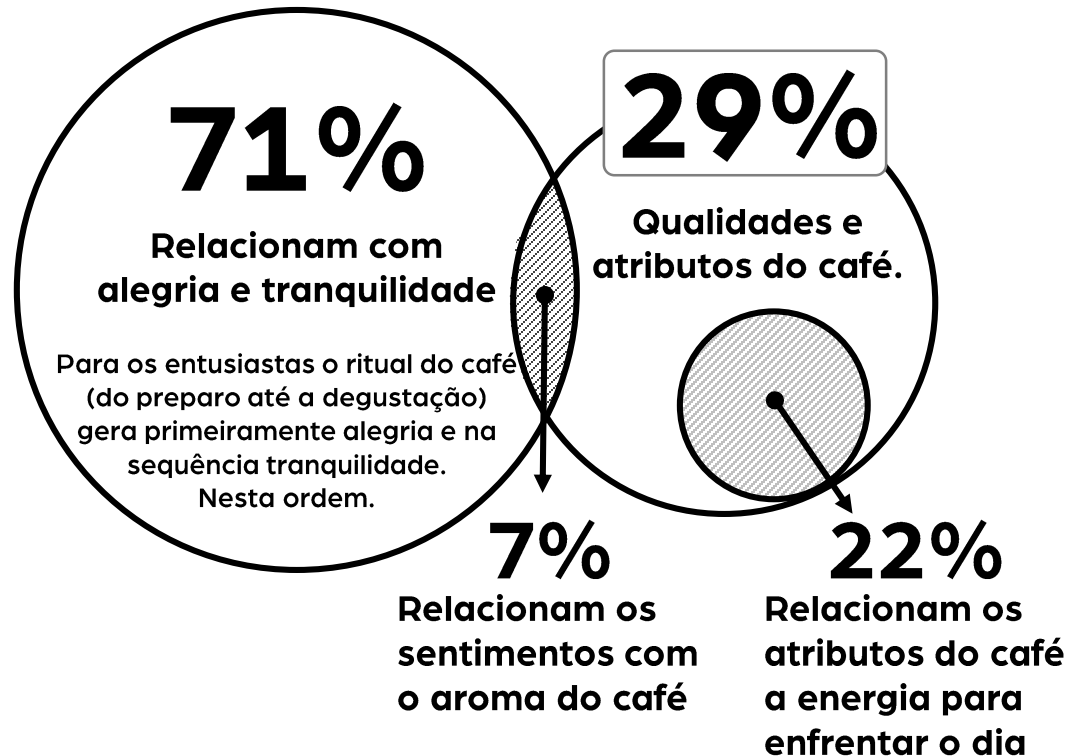 71%
Relacionam com
alegria e tranquilidade
Para os entusiastas o ritual do café
(do preparo até a degustação)
gera primeiramente alegria e na
sequência tranquilidade.
Nesta ordem.
29%
Qualidades e
atributos do café.
7%
Relacionam os
sentimentos com
o aroma do café
22%
Relacionam os
atributos do café
a energia para
enfrentar o dia